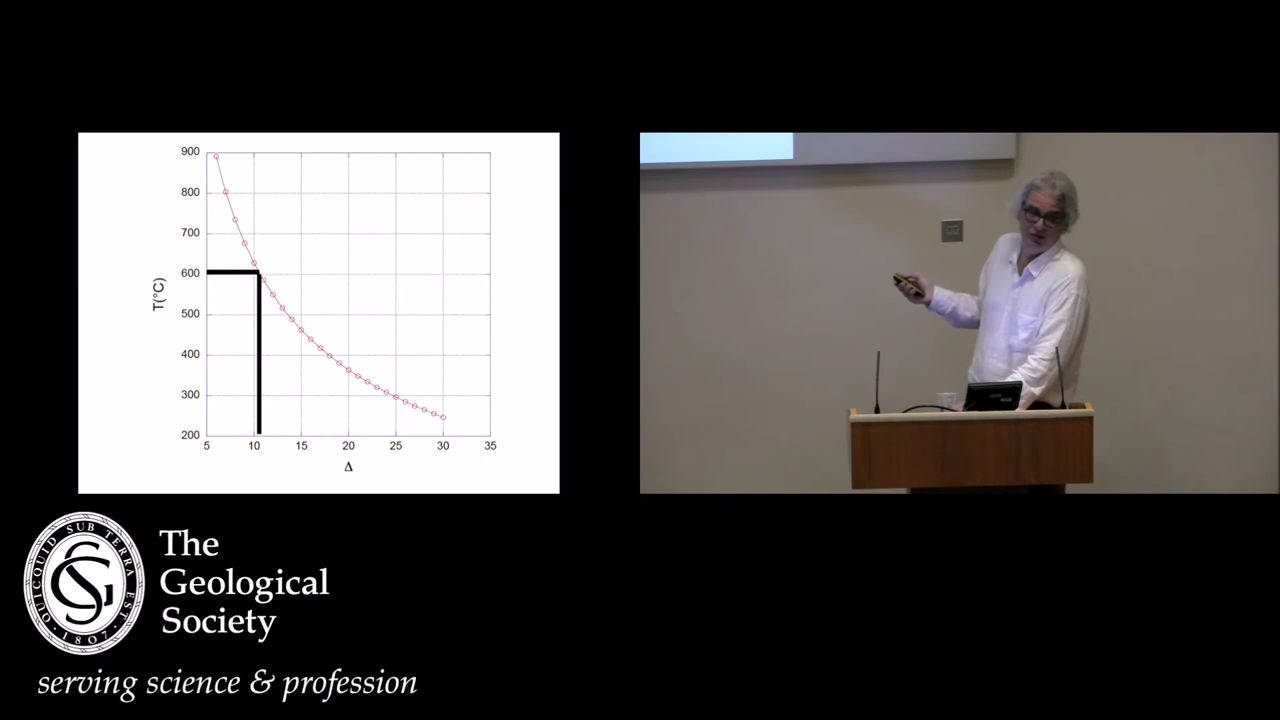 900
800
700
600
500
400
300
200
T(°C)
5 10 15 20 25 30 35
Δ
QUICQUID SUB TERRA EST
· 1807 ·
GS
The
Geological
Society
serving science & profession